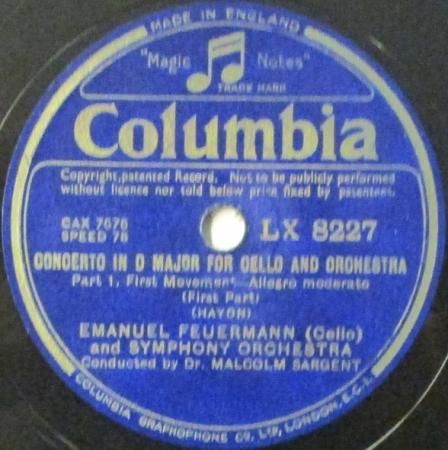 MADE IN ENGLAND
"Magic Notes"
TRADE MARK
Columbia
Copyright, patented Record. Not to be publicly performed
without licence nor sold below price fixed by patentees.
CAX 7676
SPEED 78
LX 8227
CONCERTO IN D MAJOR FOR CELLO AND ORCHESTRA
Part 1. First Movement—Allegro moderato
(First Part)
(HAYDN)
EMANUEL FEUERMANN (Cello)
and SYMPHONY ORCHESTRA
Conducted by Dr. MALCOLM SARGENT
COLUMBIA GRAPHOPHONE CO. LTD, LONDON, E.C.1.